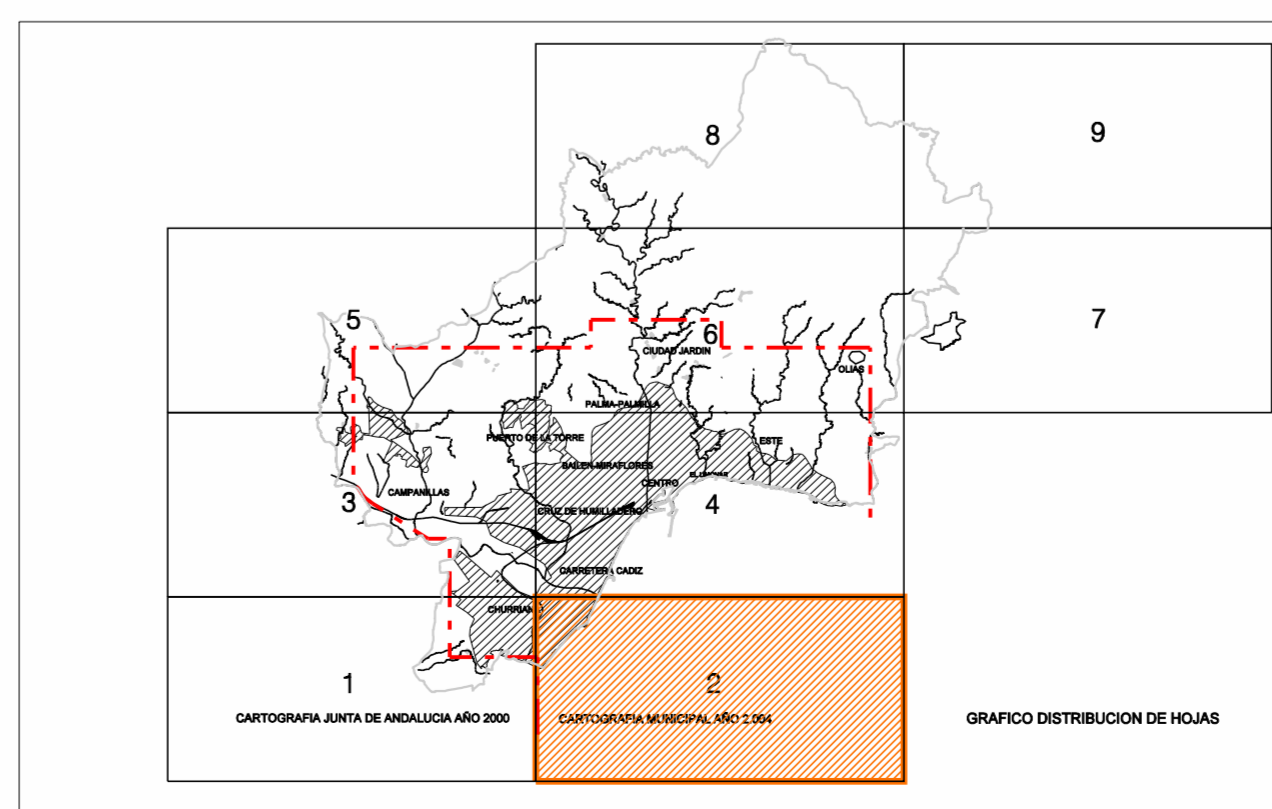 8
9
5
6
7
CIUDAD JARDIN
OLIAS
PALMA-PALMILLA
PUERTO DE LA TORRE
LESTE
BAILEN-MIRAFLORES
CENTRO
CAMPANILLAS
3
4
CRUZ DE HUMILLADERO
CARRETERA CADIZ
CHURRIANA
1
2
CARTOGRAFIA JUNTA DE ANDALUCIA AÑO 2000
CARTOGRAFIA MUNICIPAL AÑO 2.004
GRAFICO DISTRIBUCION DE HOJAS